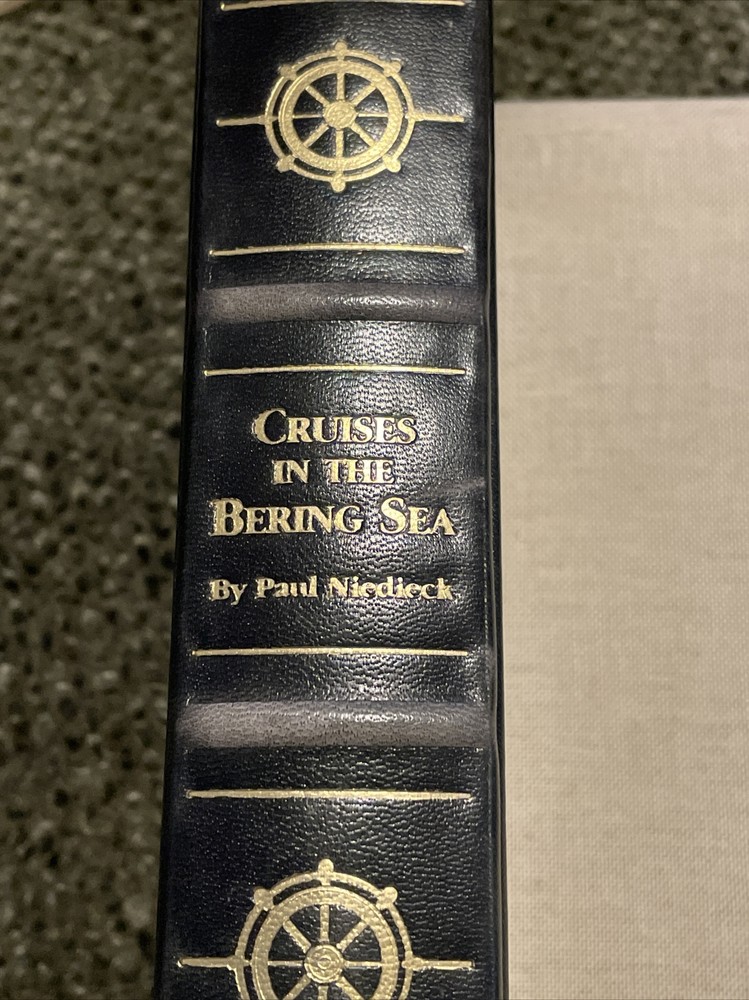 CRUISES
IN THE
BERING SEA
By Paul Niedieck